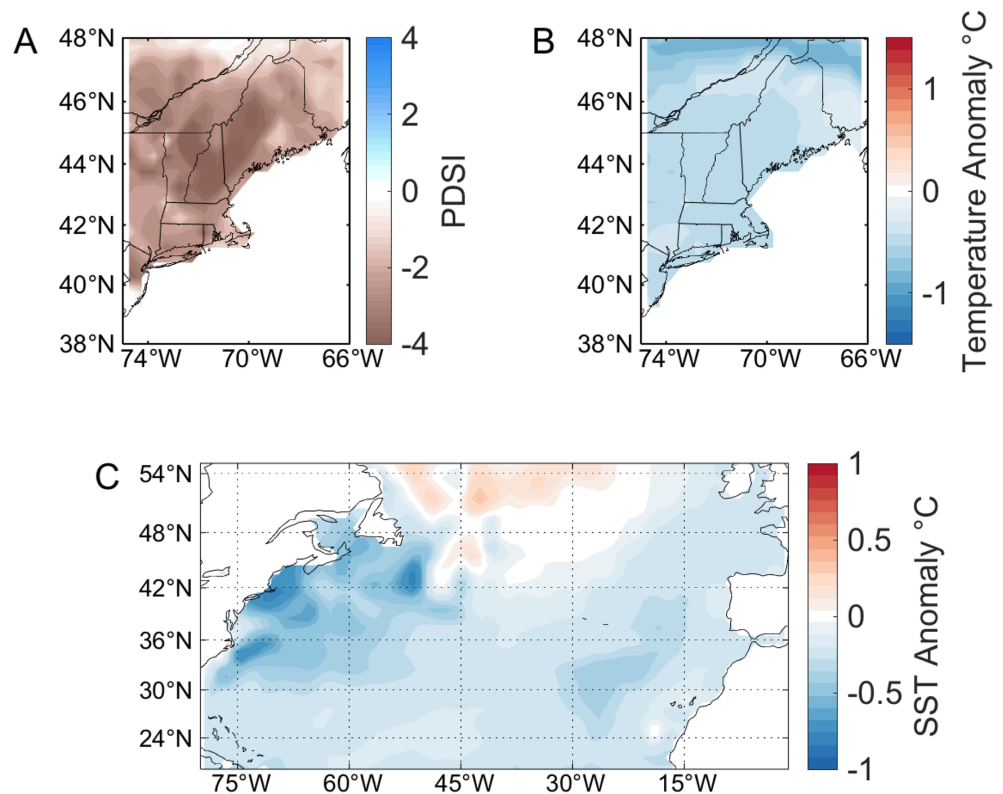 A
48°N
46°N
44°N
42°N
40°N
38°N
74°W
70°W
66°W
4
2
0
-2
-4
PDSI
B
48°N
46°N
44°N
42°N
40°N
38°N
74°W
70°W
66°W
1
0
-1
Temperature Anomaly °C
C
54°N
48°N
42°N
36°N
30°N
24°N
75°W
60°W
45°W
30°W
15°W
1
0.5
0
-0.5
-1
SST Anomaly °C